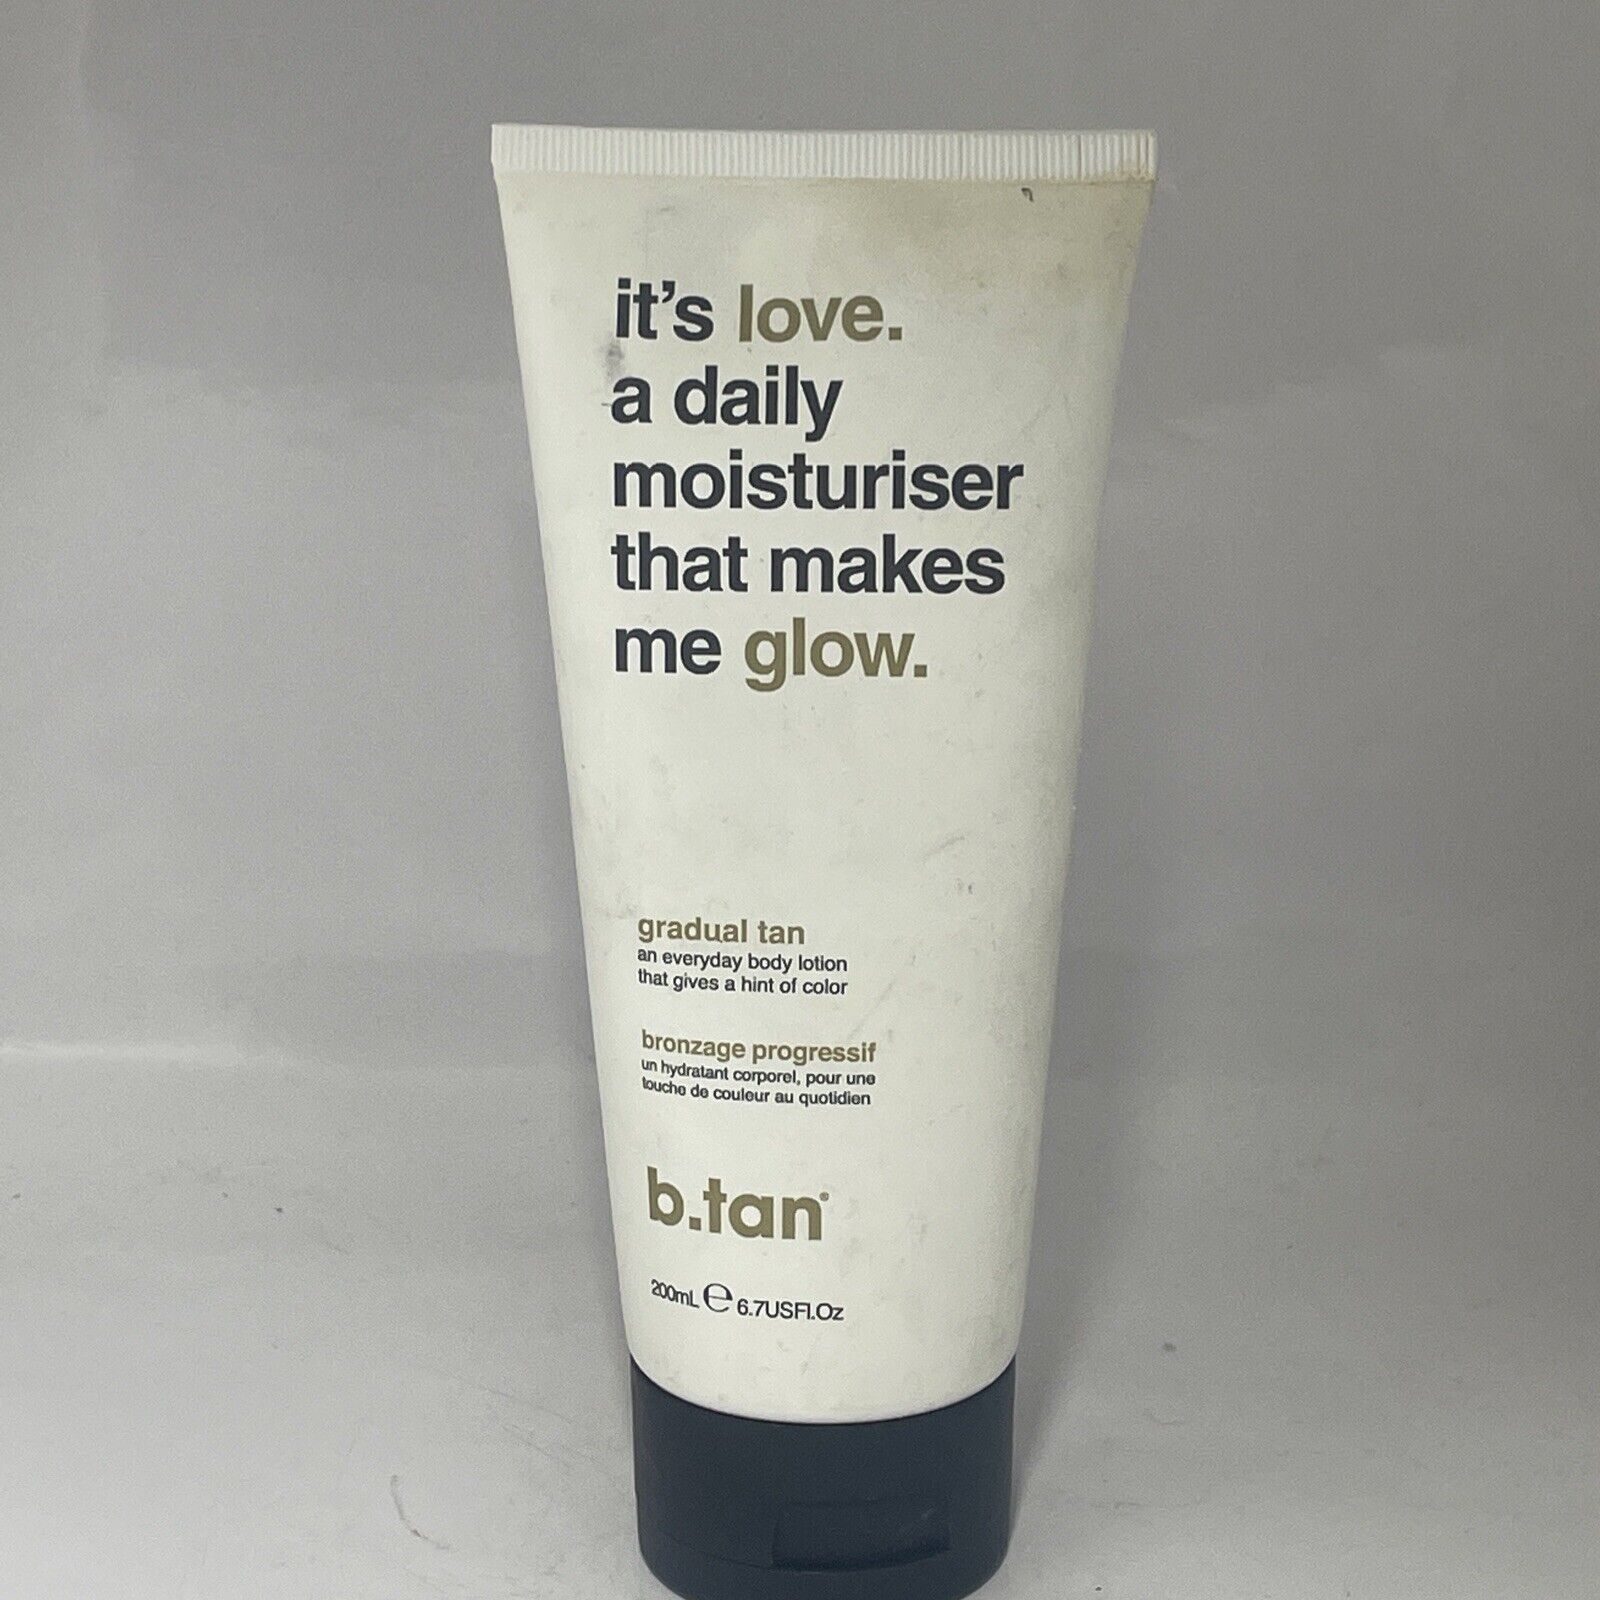 it's love.
a daily
moisturiser
that makes
me glow.
gradual tan
an everyday body lotion
that gives a hint of color
bronzage progressif
un hydratant corporel, pour une
touche de couleur au quotidien
b.tan®
200mL ℮ 6.7USFl.Oz